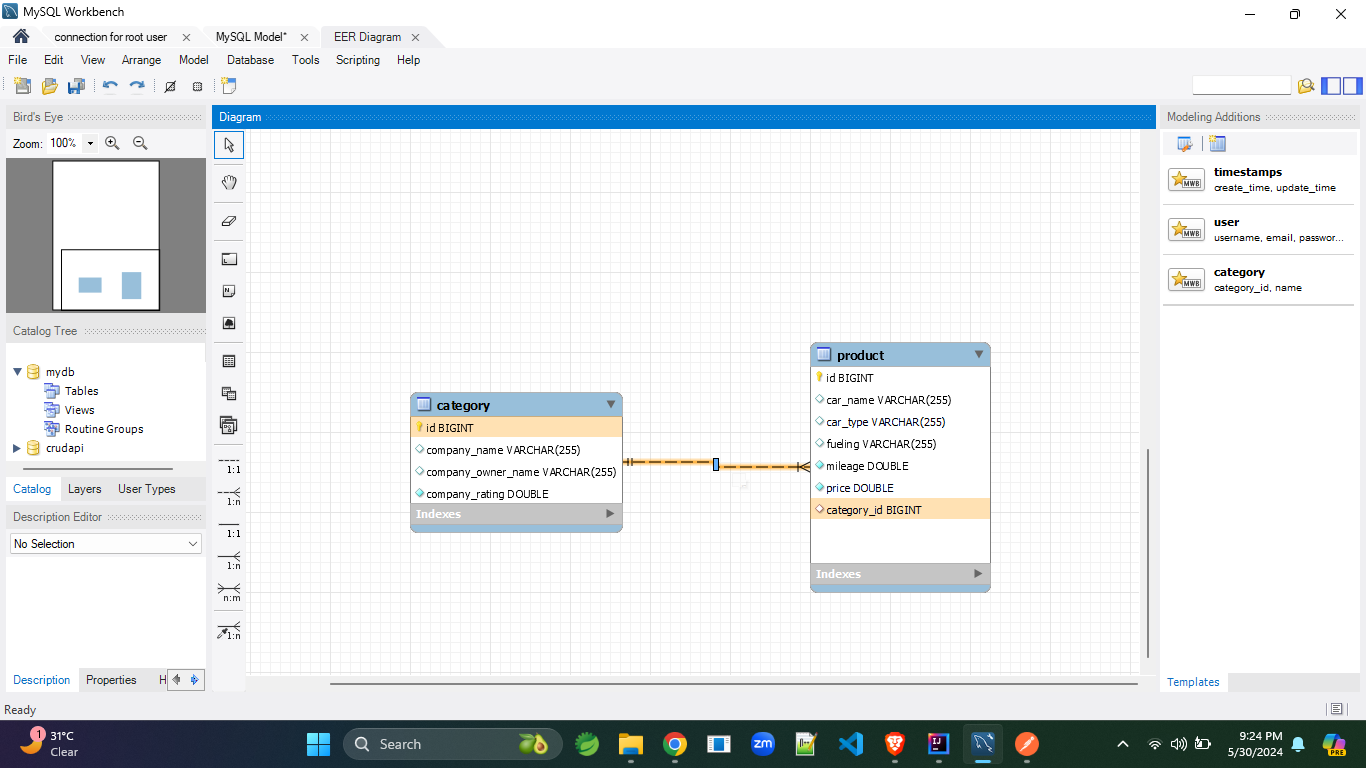 MySQL Workbench
connection for root user
MySQL Model*
EER Diagram
File Edit View Arrange Model Database Tools Scripting Help
Bird's Eye
Zoom: 100%
Catalog Tree
mydb
Tables
Views
Routine Groups
crudapi
Catalog Layers User Types
Description Editor
No Selection
Description Properties H
Diagram
1:1
1:n
1:1
1:n
n:m
1:n
category
id BIGINT
company_name VARCHAR(255)
company_owner_name VARCHAR(255)
company_rating DOUBLE
Indexes
product
id BIGINT
car_name VARCHAR(255)
car_type VARCHAR(255)
fueling VARCHAR(255)
mileage DOUBLE
price DOUBLE
category_id BIGINT
Indexes
Modeling Additions
MWB
timestamps
create_time, update_time
MWB
user
username, email, passwor...
MWB
category
category_id, name
Templates
Ready
1
31°C
Clear
Search
zm
IJ
PRE
9:24 PM
5/30/2024